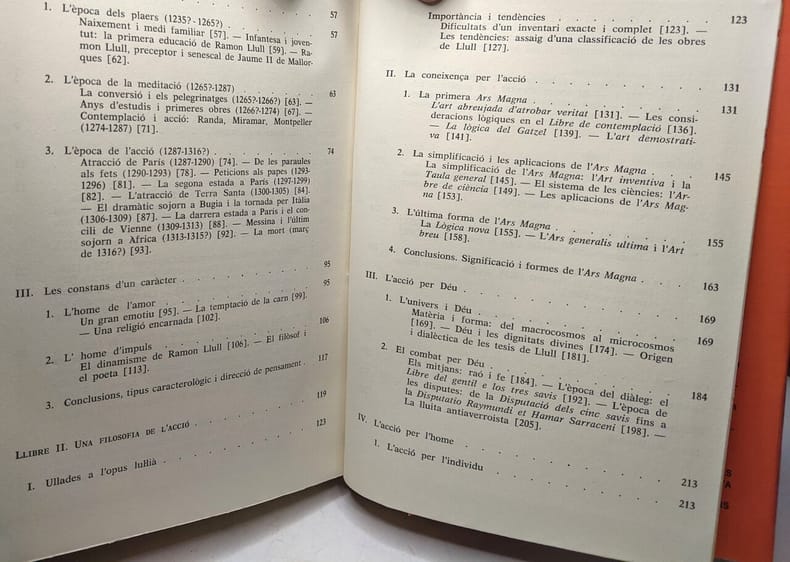 1. L'època dels plaers (1235? - 1265?) . . . . . 57
Naixement i medi familiar [57]. — Infantesa i joven- 57
tut: la primera educació de Ramon Llull [59]. — Ra-
mon Llull, preceptor i senescal de Jaume II de Mallor-
ques [62].
2. L'època de la meditació (1265?-1287) . . . . . 63
La conversió i els pelegrinatges (1265?-1266?) [63]. —
Anys d'estudis i primeres obres (1266?-1274) [67]. —
Contemplació i acció: Randa, Miramar, Montpeller
(1274-1287) [71].
3. L'època de l'acció (1287-1316?) . . . . . 74
Atracció de París (1287-1290) [74]. — De les paraules
als fets (1290-1293) [78]. — Peticions als papes (1293-
1296) [81]. — La segona estada a París (1297-1299)
[82]. — L'atracció de Terra Santa (1300-1305) [84].
— El dramàtic sojorn a Bugia i la tornada per Itàlia
(1306-1309) [87]. — La darrera estada a París i el con-
cili de Vienne (1309-1313) [88]. — Messina i l'últim
sojorn a Africa (1313-1315?) [92]. — La mort (març
de 1316?) [93].
III. Les constans d'un caràcter . . . . . 95
1. L'home de l'amor . . . . . 95
Un gran emotiu [95]. — La temptació de la carn [99].
— Una religió encarnada [102].
2. L' home d'impuls . . . . . 106
El dinamisme de Ramon Llull [106]. — El filòsof i
el poeta [113].
3. Conclusions, tipus caracterològic i direcció de pensament . 117
LLIBRE II. UNA FILOSOFIA DE L'ACCIÓ . . . . . 119
I. Ullades a l'opus luŀlià . . . . . 123
Importància i tendències . . . . . 123
Dificultats d'un inventari exacte i complet [123]. —
Les tendències: assaig d'una classificació de les obres
de Llull [127].
II. La coneixença per l'acció . . . . . 131
1. La primera Ars Magna . . . . . 131
L'art abreujada d'atrobar veritat [131]. — Les consi-
deracions lògiques en el Libre de contemplació [136].
— La lògica del Gatzel [139]. — L'art demostrati-
va [141].
2. La simplificació i les aplicacions de l'Ars Magna . . 145
La simplificació de l'Ars Magna: l'Art inventiva i la
Taula general [145]. — El sistema de les ciències: l'Ar-
bre de ciència [149]. — Les aplicacions de l'Ars Mag-
na [153].
3. L'última forma de l'Ars Magna . . . . . 155
La Lògica nova [155]. — L'Ars generalis ultima i l'Art
breu [158].
4. Conclusions. Significació i formes de l'Ars Magna . . 163
III. L'acció per Déu . . . . . 169
1. L'univers i Déu . . . . . 169
Matèria i forma: del macrocosmos al microcosmos
[169]. — Déu i les dignitats divines [174]. — Origen
i dialèctica de les tesis de Llull [181].
2. El combat per Déu . . . . . 184
Els mitjans: raó i fe [184]. — L'època del diàleg: el
Libre del gentil e los tres savis [192]. — L'època de
les disputes: de la Disputació dels cinc savis fins a
la Disputatio Raymundi et Hamar Sarraceni [198]. —
La lluita antiaverroista [205].
IV. L'acció per l'home . . . . . 213
1. L'acció per l'individu . . . . . 213